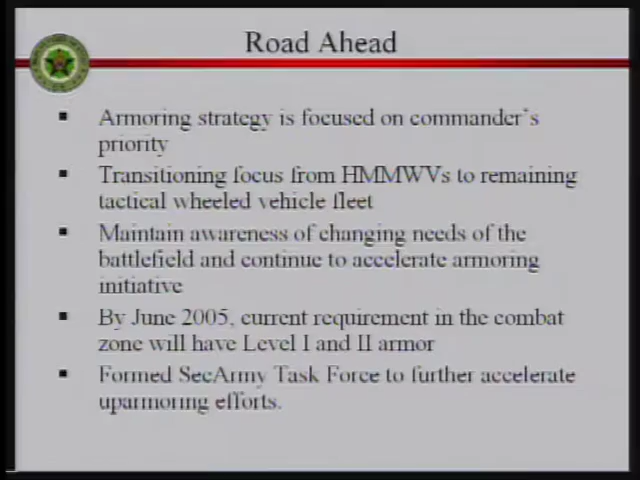 Road Ahead
▪ Armoring strategy is focused on commander's
priority
▪ Transitioning focus from HMMWVs to remaining
tactical wheeled vehicle fleet
▪ Maintain awareness of changing needs of the
battlefield and continue to accelerate armoring
initiative
▪ By June 2005, current requirement in the combat
zone will have Level I and II armor
▪ Formed SecArmy Task Force to further accelerate
uparmoring efforts.